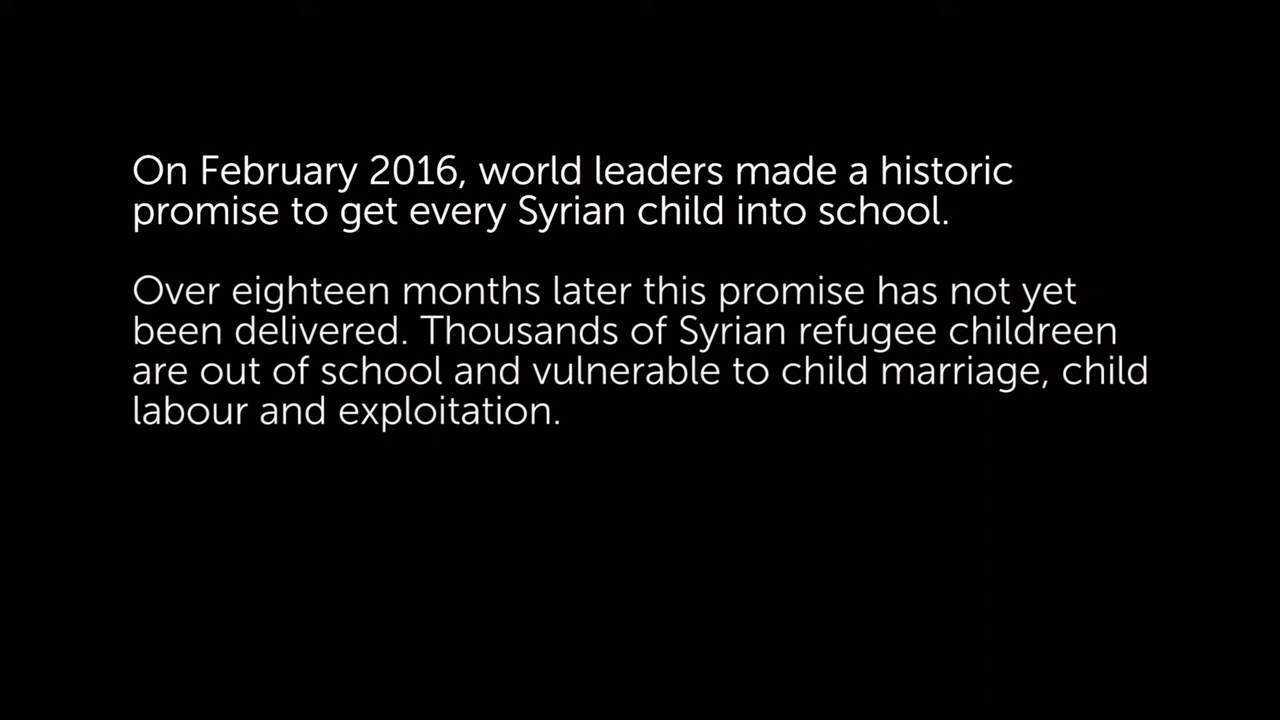 On February 2016, world leaders made a historic
promise to get every Syrian child into school.
Over eighteen months later this promise has not yet
been delivered. Thousands of Syrian refugee childreen
are out of school and vulnerable to child marriage, child
labour and exploitation.